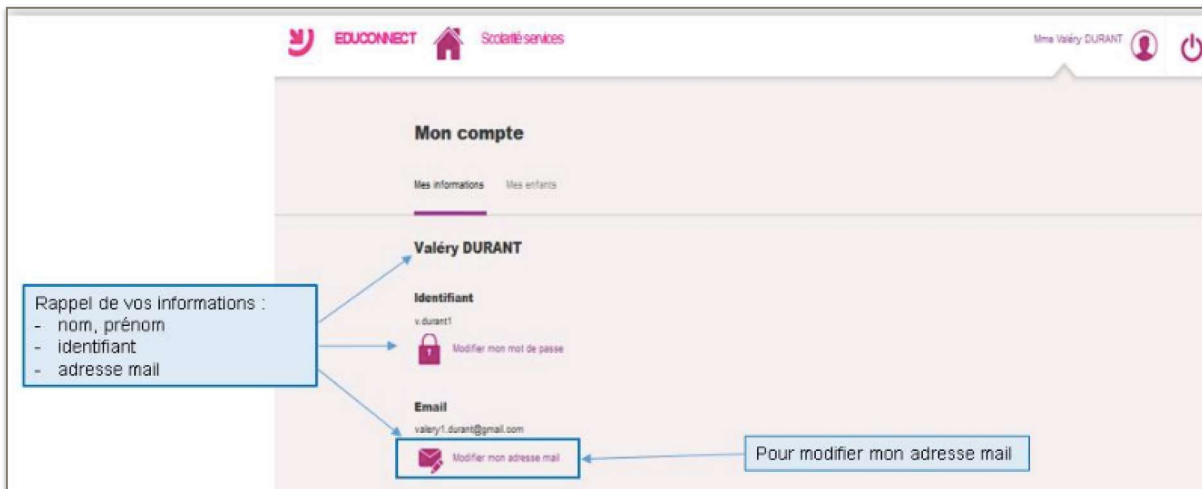 EDUCONNECT
Scolarité services
Mme Valéry DURANT
Mon compte
Mes informations
Mes enfants
Valéry DURANT
Rappel de vos informations :
- nom, prénom
- identifiant
- adresse mail
Identifiant
v.durant1
Modifier mon mot de passe
Email
valery1.durant@gmail.com
Modifier mon adresse mail
Pour modifier mon adresse mail